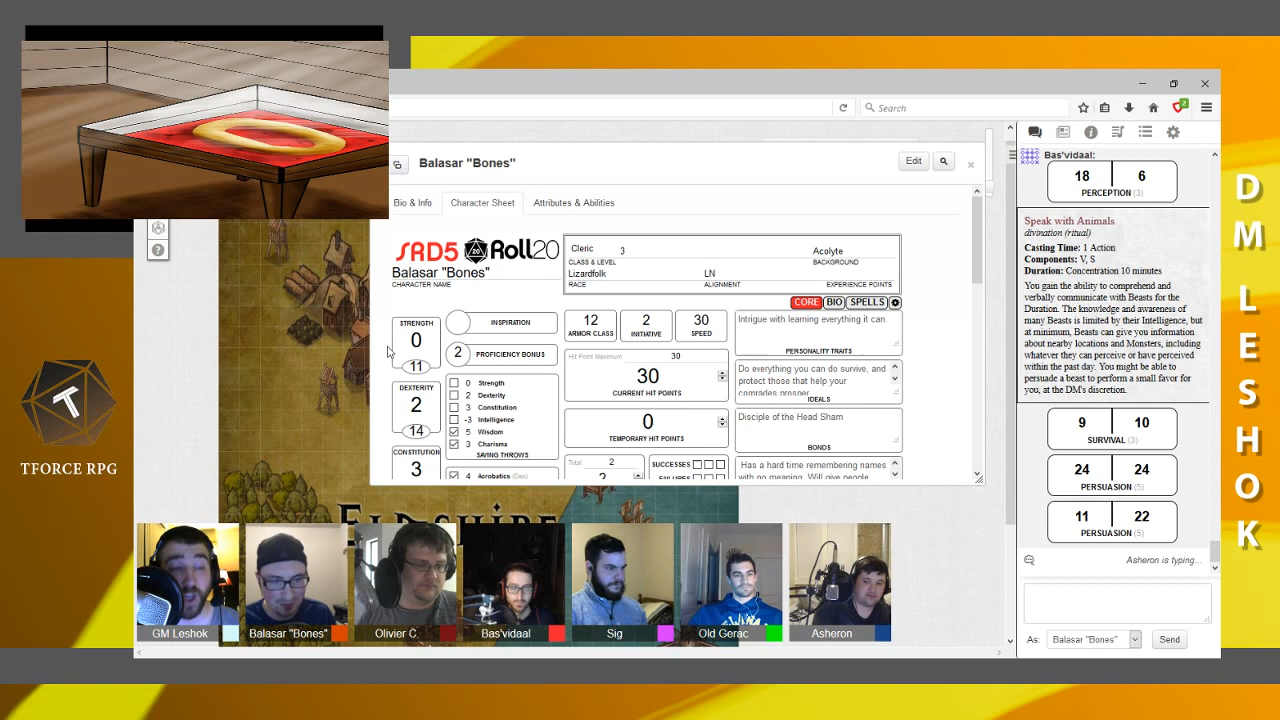 Search
2
Balasar "Bones"
Edit
Bio & Info
Character Sheet
Attributes & Abilities
SRD5 20 Roll20
Balasar "Bones"
CHARACTER NAME
Cleric 3
CLASS & LEVEL
Acolyte
BACKGROUND
Lizardfolk
RACE
LN
ALIGNMENT
EXPERIENCE POINTS
CORE
BIO
SPELLS
STRENGTH
0
11
DEXTERITY
2
14
CONSTITUTION
3
INSPIRATION
2 PROFICIENCY BONUS
0 Strength
2 Dexterity
3 Constitution
-3 Intelligence
5 Wisdom
3 Charisma
SAVING THROWS
4 Acrobatics (Dex)
12
ARMOR CLASS
2
INITIATIVE
30
SPEED
Hit Point Maximum 30
30
CURRENT HIT POINTS
0
TEMPORARY HIT POINTS
Total 2
SUCCESSES
FAILURES
Intrigue with learning everything it can.
PERSONALITY TRAITS
Do everything you can do survive, and
protect those that help your
comrades prosper
IDEALS
Disciple of the Head Sham
BONDS
Has a hard time remembering names
with no meaning. Will give people
Bas'vidaal:
18 6
PERCEPTION (3)
Speak with Animals
divination (ritual)
Casting Time: 1 Action
Components: V, S
Duration: Concentration 10 minutes
You gain the ability to comprehend and
verbally communicate with Beasts for the
Duration. The knowledge and awareness of
many Beasts is limited by their Intelligence, but
at minimum, Beasts can give you information
about nearby locations and Monsters, including
whatever they can perceive or have perceived
within the past day. You might be able to
persuade a beast to perform a small favor for
you, at the DM's discretion.
9 10
SURVIVAL (3)
24 24
PERSUASION (5)
11 22
PERSUASION (5)
Asheron is typing...
As: Balasar "Bones"
Send
T
TFORCE RPG
GM Leshok
Balasar "Bones"
Olivier C.
Bas'vidaal
Sig
Old Gerac
Asheron
DM LESHOK